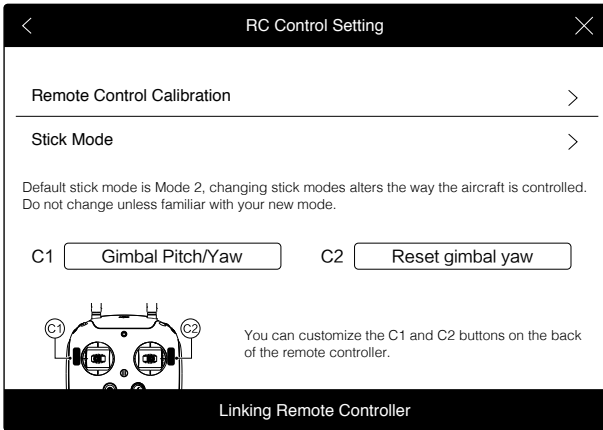 RC Control Setting
Remote Control Calibration
Stick Mode
Default stick mode is Mode 2, changing stick modes alters the way the aircraft is controlled.
Do not change unless familiar with your new mode.
C1 Gimbal Pitch/Yaw C2 Reset gimbal yaw
C1 C2
You can customize the C1 and C2 buttons on the back
of the remote controller.
Linking Remote Controller